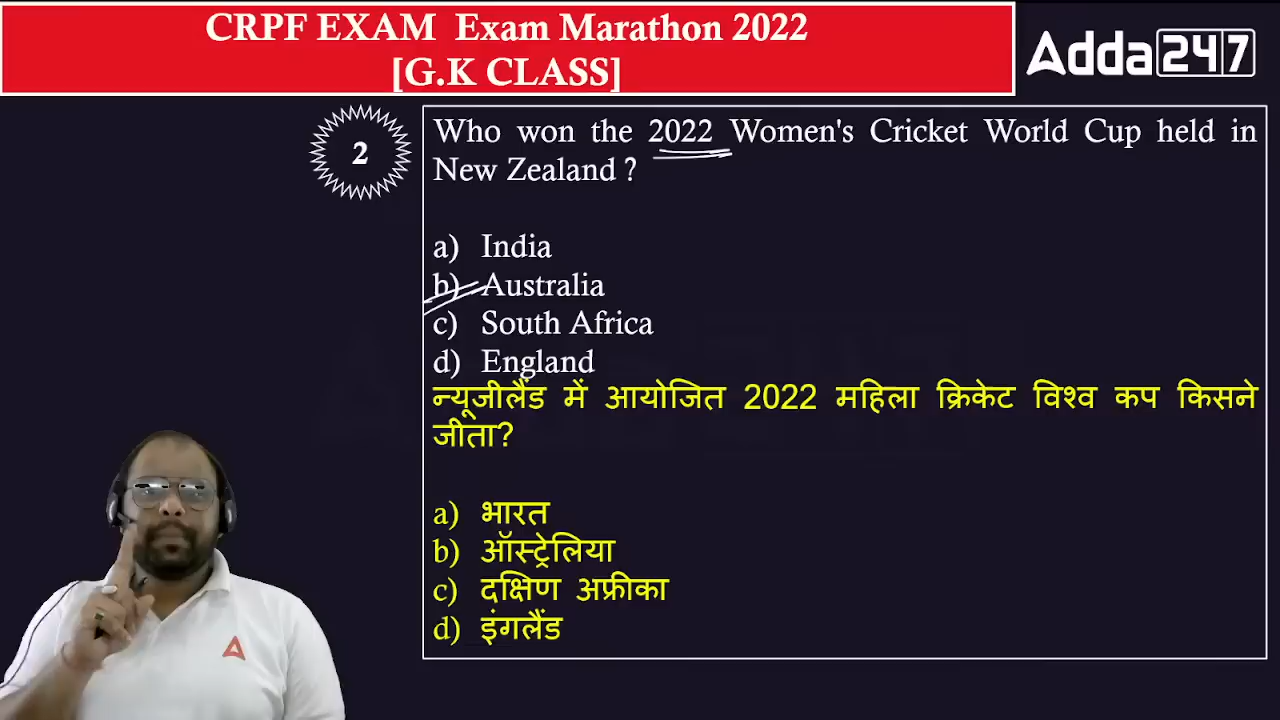 CRPF EXAM Exam Marathon 2022
[G.K CLASS]
Adda247
2
Who won the 2022 Women's Cricket World Cup held in
New Zealand ?
a) India
b) Australia
c) South Africa
d) England
न्यूजीलैंड में आयोजित 2022 महिला क्रिकेट विश्व कप किसने
जीता?
a) भारत
b) ऑस्ट्रेलिया
c) दक्षिण अफ्रीका
d) इंगलैंड